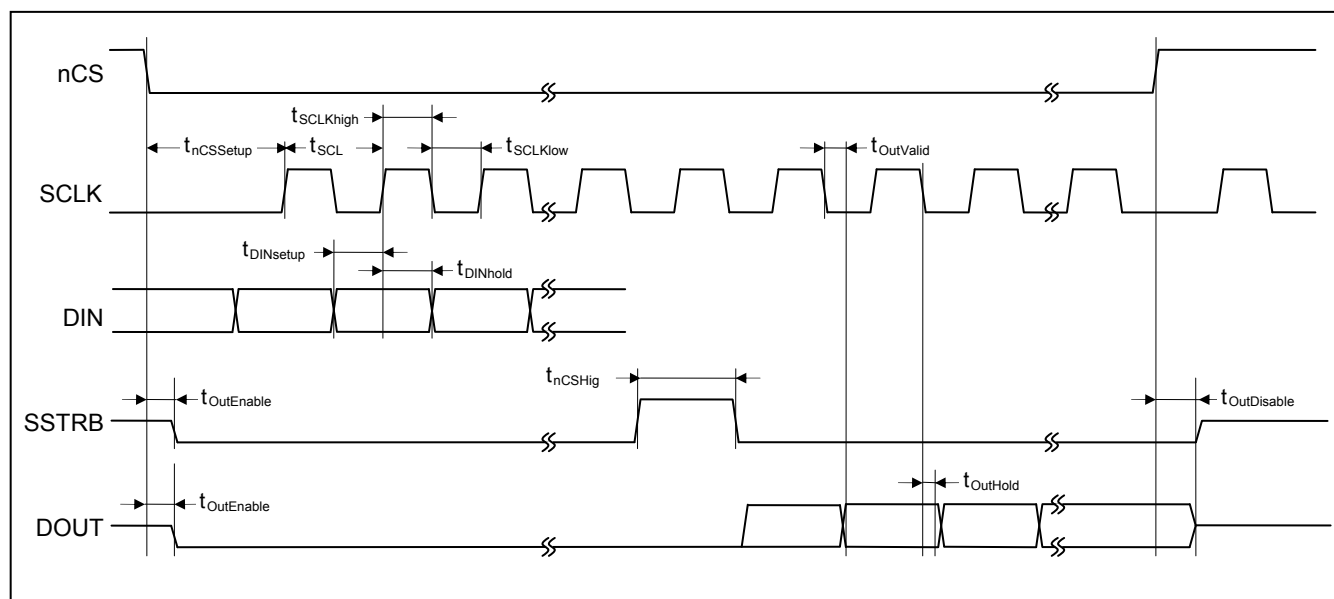 nCS
tSCLKhigh
tnCSSetup
tSCL
tSCLKlow
tOutValid
SCLK
tDINsetup
tDINhold
DIN
tnCSHig
tOutEnable
tOutDisable
SSTRB
tOutEnable
tOutHold
DOUT